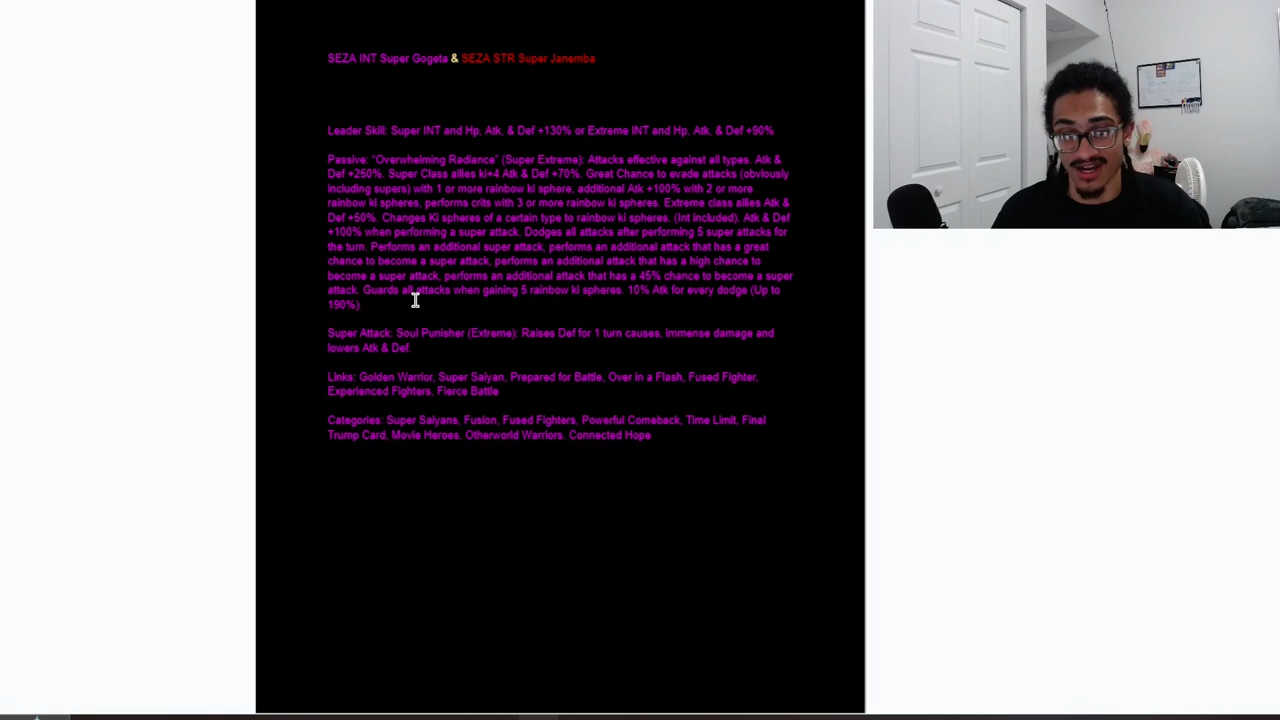 SEZA INT Super Gogeta & SEZA STR Super Janemba
Leader Skill: Super INT and Hp, Atk, & Def +130% or Extreme INT and Hp, Atk, & Def +90%
Passive: “Overwhelming Radiance” (Super Extreme): Attacks effective against all types. Atk &
Def +250%. Super Class allies ki+4 Atk & Def +70%. Great Chance to evade attacks (obviously
including supers) with 1 or more rainbow ki sphere, additional Atk +100% with 2 or more
rainbow ki spheres, performs crits with 3 or more rainbow ki spheres. Extreme class allies Atk &
Def +50%. Changes Ki spheres of a certain type to rainbow ki spheres. (Int included). Atk & Def
+100% when performing a super attack. Dodges all attacks after performing 5 super attacks for
the turn. Performs an additional super attack, performs an additional attack that has a great
chance to become a super attack, performs an additional attack that has a high chance to
become a super attack, performs an additional attack that has a 45% chance to become a super
attack. Guards all attacks when gaining 5 rainbow ki spheres. 10% Atk for every dodge (Up to
190%)
Super Attack: Soul Punisher (Extreme): Raises Def for 1 turn causes, immense damage and
lowers Atk & Def.
Links: Golden Warrior, Super Saiyan, Prepared for Battle, Over in a Flash, Fused Fighter,
Experienced Fighters, Fierce Battle
Categories: Super Saiyans, Fusion, Fused Fighters, Powerful Comeback, Time Limit, Final
Trump Card, Movie Heroes, Otherworld Warriors, Connected Hope